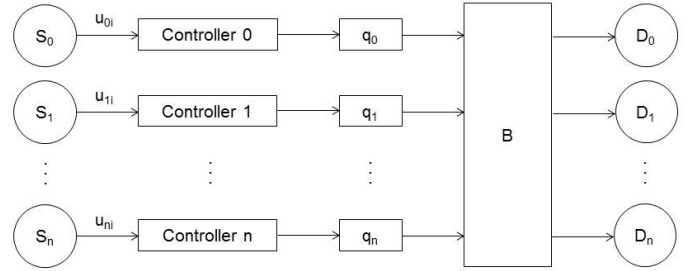 S₀ u₀ᵢ Controller 0 q₀ D₀
S₁ u₁ᵢ Controller 1 q₁ D₁
B
Sₙ uₙᵢ Controller n qₙ Dₙ